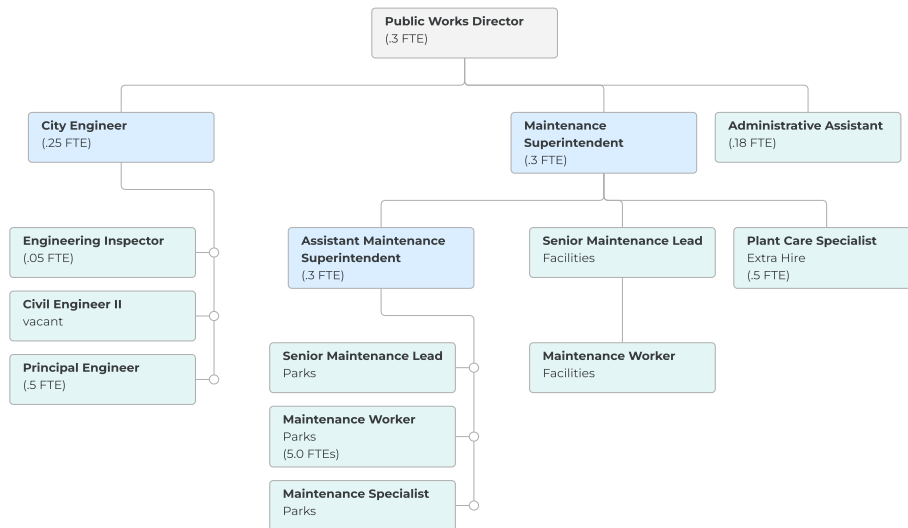 Public Works Director
(.3 FTE)
City Engineer
(.25 FTE)
Maintenance
Superintendent
(.3 FTE)
Administrative Assistant
(.18 FTE)
Engineering Inspector
(.05 FTE)
Civil Engineer II
vacant
Principal Engineer
(.5 FTE)
Assistant Maintenance
Superintendent
(.3 FTE)
Senior Maintenance Lead
Parks
Maintenance Worker
Parks
(5.0 FTEs)
Maintenance Specialist
Parks
Senior Maintenance Lead
Facilities
Maintenance Worker
Facilities
Plant Care Specialist
Extra Hire
(.5 FTE)